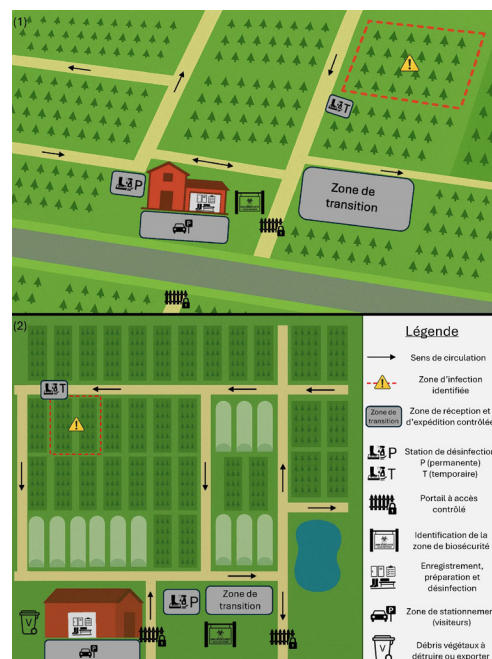 (1)
T
P
P
Zone de
transition
(2)
T
P
Zone de
transition
V
P
Légende
Sens de circulation
Zone d'infection
identifiée
Zone de
transition
Zone de réception et
d'expédition contrôlée
Station de désinfection
P
P (permanente)
T
T (temporaire)
Portail à accès
contrôlé
Identification de la
zone de biosécurité
Enregistrement,
préparation et
désinfection
P
Zone de stationnemen
(visiteurs)
V
Débris végétaux à
détruire ou exporter